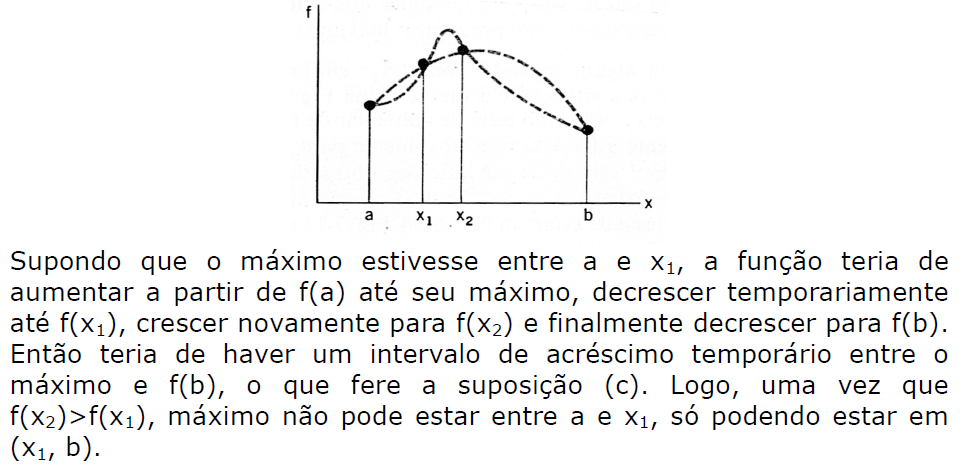 f
x
a x₁ x₂ b
Supondo que o máximo estivesse entre a e x₁, a função teria de
aumentar a partir de f(a) até seu máximo, decrescer temporariamente
até f(x₁), crescer novamente para f(x₂) e finalmente decrescer para f(b).
Então teria de haver um intervalo de acréscimo temporário entre o
máximo e f(b), o que fere a suposição (c). Logo, uma vez que
f(x₂)>f(x₁), máximo não pode estar entre a e x₁, só podendo estar em
(x₁, b).